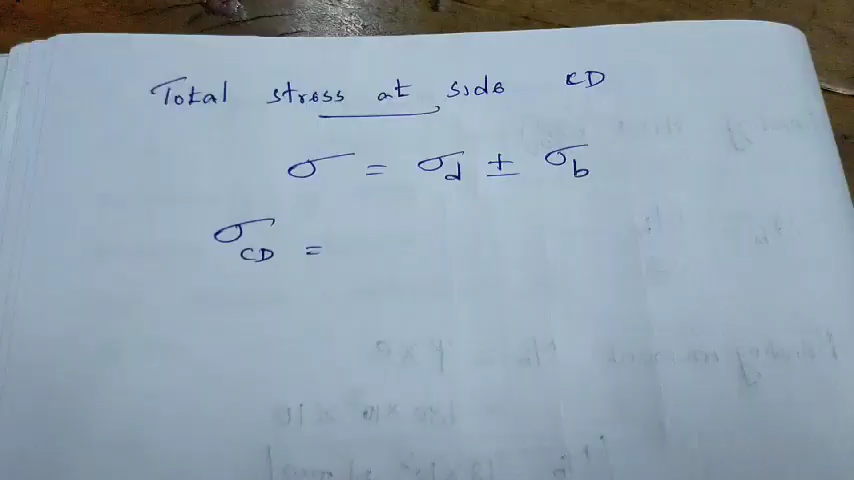 Total stress at side CD
σ = σd ± σb
σCD =